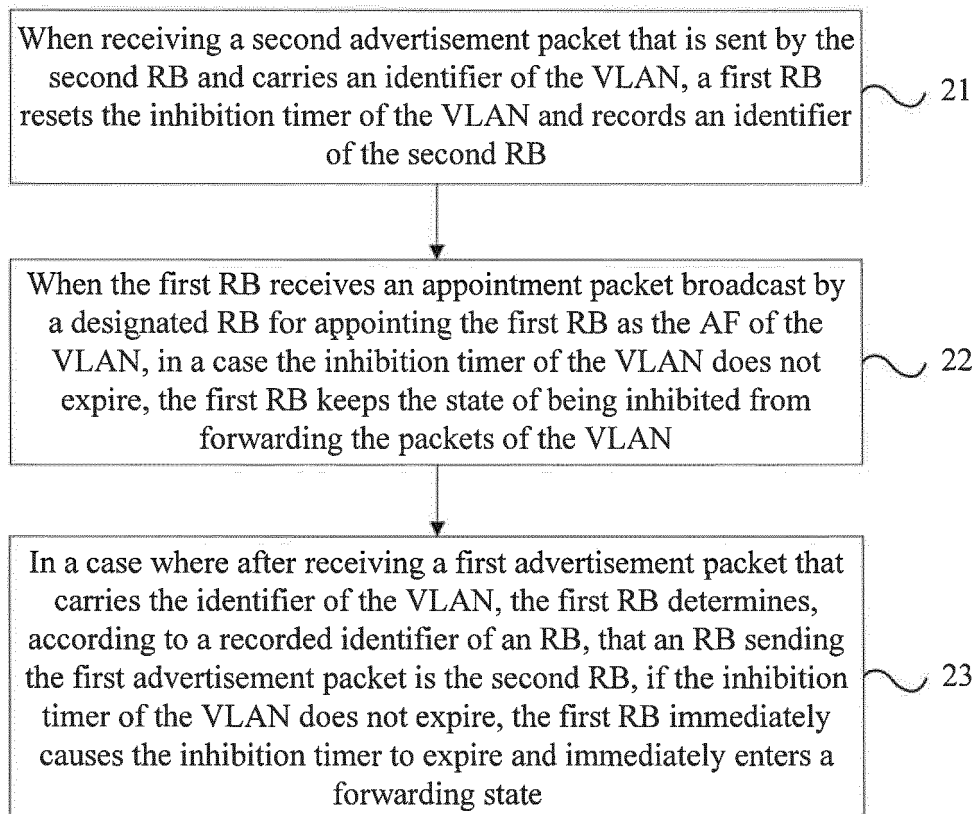 When receiving a second advertisement packet that is sent by the
second RB and carries an identifier of the VLAN, a first RB
resets the inhibition timer of the VLAN and records an identifier
of the second RB
21
When the first RB receives an appointment packet broadcast by
a designated RB for appointing the first RB as the AF of the
VLAN, in a case the inhibition timer of the VLAN does not
expire, the first RB keeps the state of being inhibited from
forwarding the packets of the VLAN
22
In a case where after receiving a first advertisement packet that
carries the identifier of the VLAN, the first RB determines,
according to a recorded identifier of an RB, that an RB sending
the first advertisement packet is the second RB, if the inhibition
timer of the VLAN does not expire, the first RB immediately
causes the inhibition timer to expire and immediately enters a
forwarding state
23